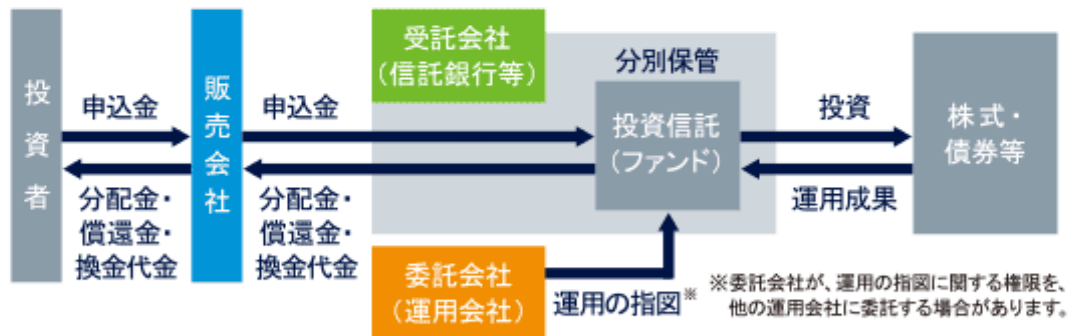 投資者
申込金
分配金・
償還金・
換金代金
販売会社
申込金
分配金・
償還金・
換金代金
受託会社
(信託銀行等)
分別保管
投資信託
(ファンド)
委託会社
(運用会社)
運用の指図※
投資
運用成果
株式・
債券等
※委託会社が、運用の指図に関する権限を、
他の運用会社に委託する場合があります。